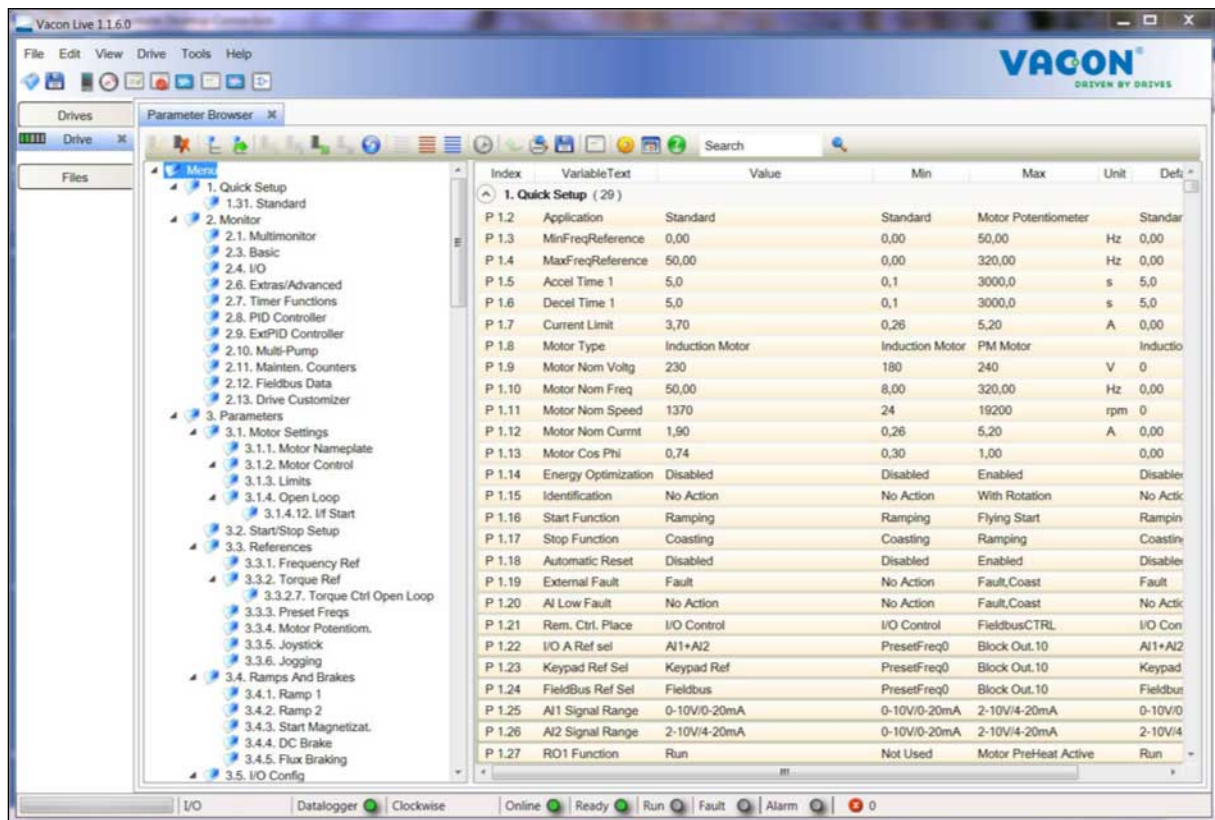 Vacon Live 1.1.6.0
File Edit View Drive Tools Help
VACON®
DRIVEN BY DRIVES
Drives
Drive
Files
Parameter Browser
Search
Menu
1. Quick Setup
1.31. Standard
2. Monitor
2.1. Multimonitor
2.3. Basic
2.4. I/O
2.6. Extras/Advanced
2.7. Timer Functions
2.8. PID Controller
2.9. ExtPID Controller
2.10. Multi-Pump
2.11. Mainten. Counters
2.12. Fieldbus Data
2.13. Drive Customizer
3. Parameters
3.1. Motor Settings
3.1.1. Motor Nameplate
3.1.2. Motor Control
3.1.3. Limits
3.1.4. Open Loop
3.1.4.12. I/f Start
3.2. Start/Stop Setup
3.3. References
3.3.1. Frequency Ref
3.3.2. Torque Ref
3.3.2.7. Torque Ctrl Open Loop
3.3.3. Preset Freqs
3.3.4. Motor Potentiom.
3.3.5. Joystick
3.3.6. Jogging
3.4. Ramps And Brakes
3.4.1. Ramp 1
3.4.2. Ramp 2
3.4.3. Start Magnetizat.
3.4.4. DC Brake
3.4.5. Flux Braking
3.5. I/O Config
Index VariableText Value Min Max Unit Defa
1. Quick Setup (29)
P 1.2 Application Standard Standard Motor Potentiometer Standar
P 1.3 MinFreqReference 0,00 0,00 50,00 Hz 0,00
P 1.4 MaxFreqReference 50,00 0,00 320,00 Hz 0,00
P 1.5 Accel Time 1 5,0 0,1 3000,0 s 5,0
P 1.6 Decel Time 1 5,0 0,1 3000,0 s 5,0
P 1.7 Current Limit 3,70 0,26 5,20 A 0,00
P 1.8 Motor Type Induction Motor Induction Motor PM Motor Inductio
P 1.9 Motor Nom Voltg 230 180 240 V 0
P 1.10 Motor Nom Freq 50,00 8,00 320,00 Hz 0,00
P 1.11 Motor Nom Speed 1370 24 19200 rpm 0
P 1.12 Motor Nom Currnt 1,90 0,26 5,20 A 0,00
P 1.13 Motor Cos Phi 0,74 0,30 1,00 0,00
P 1.14 Energy Optimization Disabled Disabled Enabled Disable
P 1.15 Identification No Action No Action With Rotation No Actic
P 1.16 Start Function Ramping Ramping Flying Start Rampin
P 1.17 Stop Function Coasting Coasting Ramping Coastin
P 1.18 Automatic Reset Disabled Disabled Enabled Disable
P 1.19 External Fault Fault No Action Fault,Coast Fault
P 1.20 AI Low Fault No Action No Action Fault,Coast No Actic
P 1.21 Rem. Ctrl. Place I/O Control I/O Control FieldbusCTRL I/O Con
P 1.22 I/O A Ref sel AI1+AI2 PresetFreq0 Block Out.10 AI1+AI2
P 1.23 Keypad Ref Sel Keypad Ref PresetFreq0 Block Out.10 Keypad
P 1.24 FieldBus Ref Sel Fieldbus PresetFreq0 Block Out.10 Fieldbus
P 1.25 AI1 Signal Range 0-10V/0-20mA 0-10V/0-20mA 2-10V/4-20mA 0-10V/0
P 1.26 AI2 Signal Range 2-10V/4-20mA 0-10V/0-20mA 2-10V/4-20mA 2-10V/4
P 1.27 RO1 Function Run Not Used Motor PreHeat Active Run
I/O Datalogger Clockwise Online Ready Run Fault Alarm 0